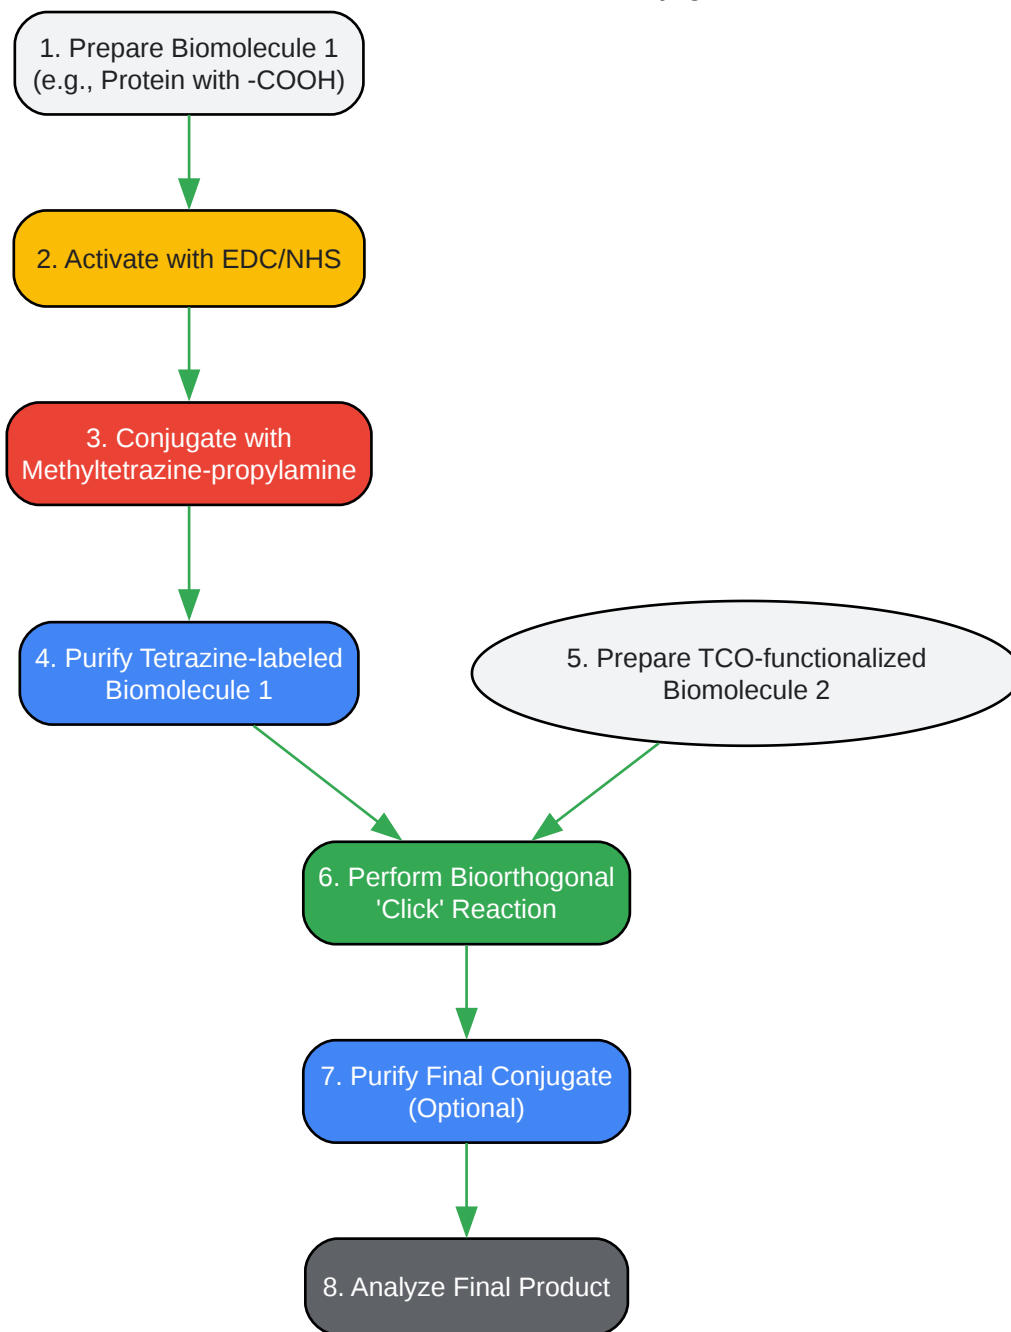 1. Prepare Biomolecule 1
(e.g., Protein with -COOH)
2. Activate with EDC/NHS
3. Conjugate with
Methyltetrazine-propylamine
4. Purify Tetrazine-labeled
Biomolecule 1
5. Prepare TCO-functionalized
Biomolecule 2
6. Perform Bioorthogonal
'Click' Reaction
7. Purify Final Conjugate
(Optional)
8. Analyze Final Product